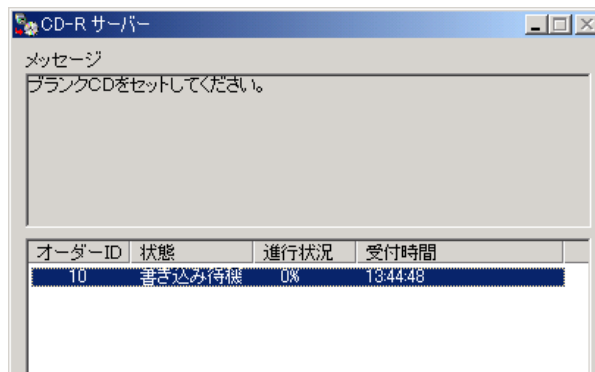 CD-R サーバー
メッセージ
ブランクCDをセットしてください。
オーダーID 状態 進行状況 受付時間
10 書き込み待機 0% 13:44:48